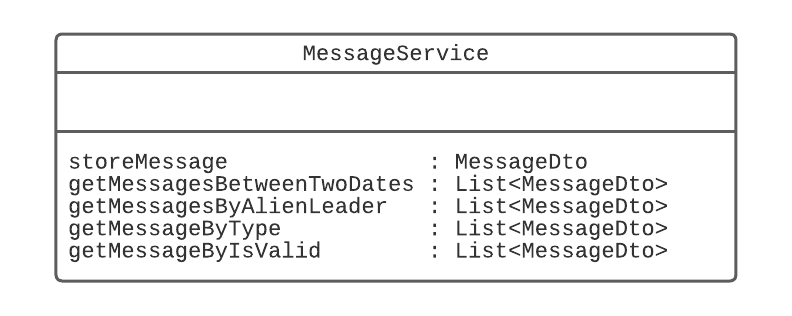 MessageService
storeMessage : MessageDto
getMessagesBetweenTwoDates : List<MessageDto>
getMessagesByAlienLeader : List<MessageDto>
getMessageByType : List<MessageDto>
getMessageByIsValid : List<MessageDto>